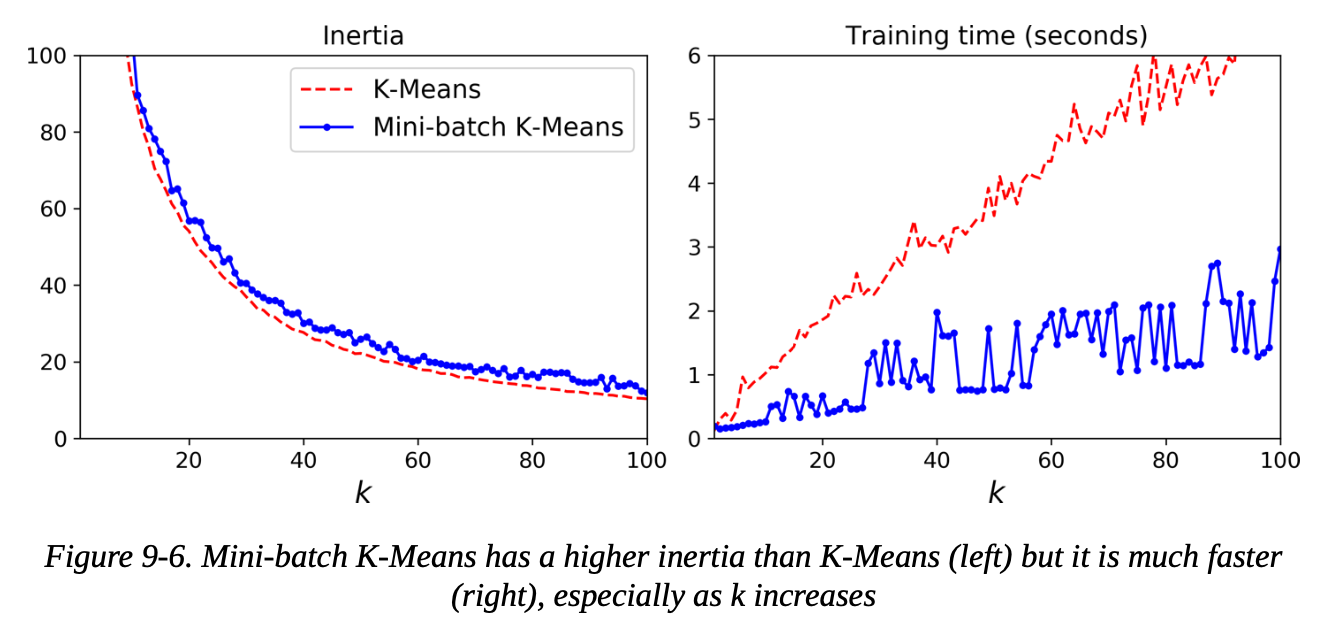 Inertia
100
80
60
40
20
0
20 40 60 80 100
k
K-Means
Mini-batch K-Means
Training time (seconds)
6
5
4
3
2
1
0
20 40 60 80 100
k
Figure 9-6. Mini-batch K-Means has a higher inertia than K-Means (left) but it is much faster
(right), especially as k increases